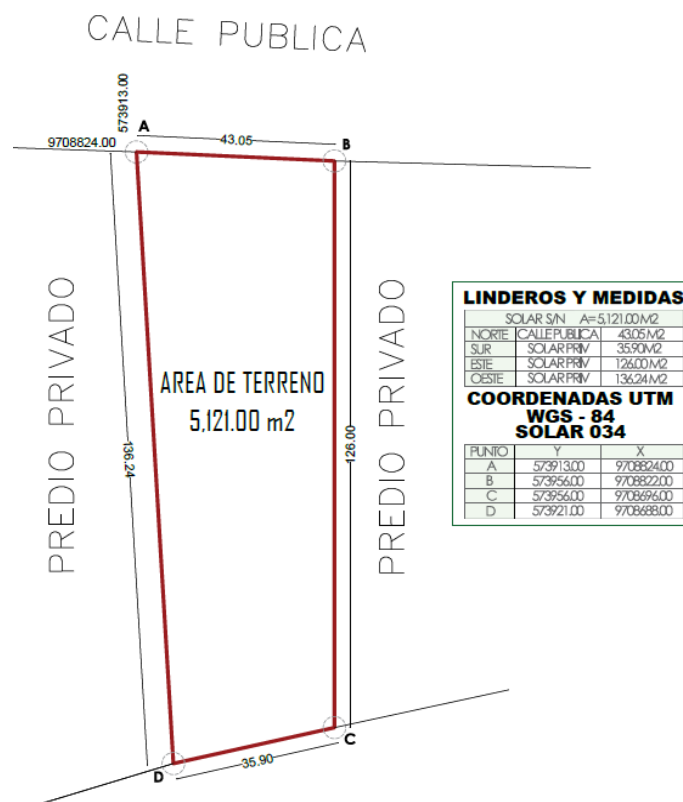 CALLE PUBLICA
573913.00
A
9708824.00
43.05
B
PREDIO PRIVADO
136.24
AREA DE TERRENO
5,121.00 m2
126.00
PREDIO PRIVADO
C
35.90
D
LINDEROS Y MEDIDAS
SOLAR S/N A=5,121.00 M2
NORTE CALLE PUBLICA 43.05 M2
SUR SOLAR PRIV 35.90 M2
ESTE SOLAR PRIV 126.00 M2
OESTE SOLAR PRIV 136.24 M2
COORDENADAS UTM
WGS - 84
SOLAR 034
PUNTO Y X
A 573913.00 9708824.00
B 573956.00 9708822.00
C 573956.00 9708696.00
D 573921.00 9708688.00